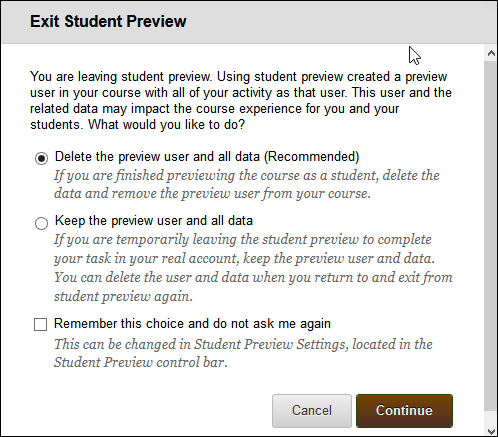 Exit Student Preview
You are leaving student preview. Using student preview created a preview
user in your course with all of your activity as that user. This user and the
related data may impact the course experience for you and your
students. What would you like to do?
Delete the preview user and all data (Recommended)
If you are finished previewing the course as a student, delete the
data and remove the preview user from your course.
Keep the preview user and all data
If you are temporarily leaving the student preview to complete
your task in your real account, keep the preview user and data.
You can delete the user and data when you return to and exit from
student preview again.
Remember this choice and do not ask me again
This can be changed in Student Preview Settings, located in the
Student Preview control bar.
Cancel Continue